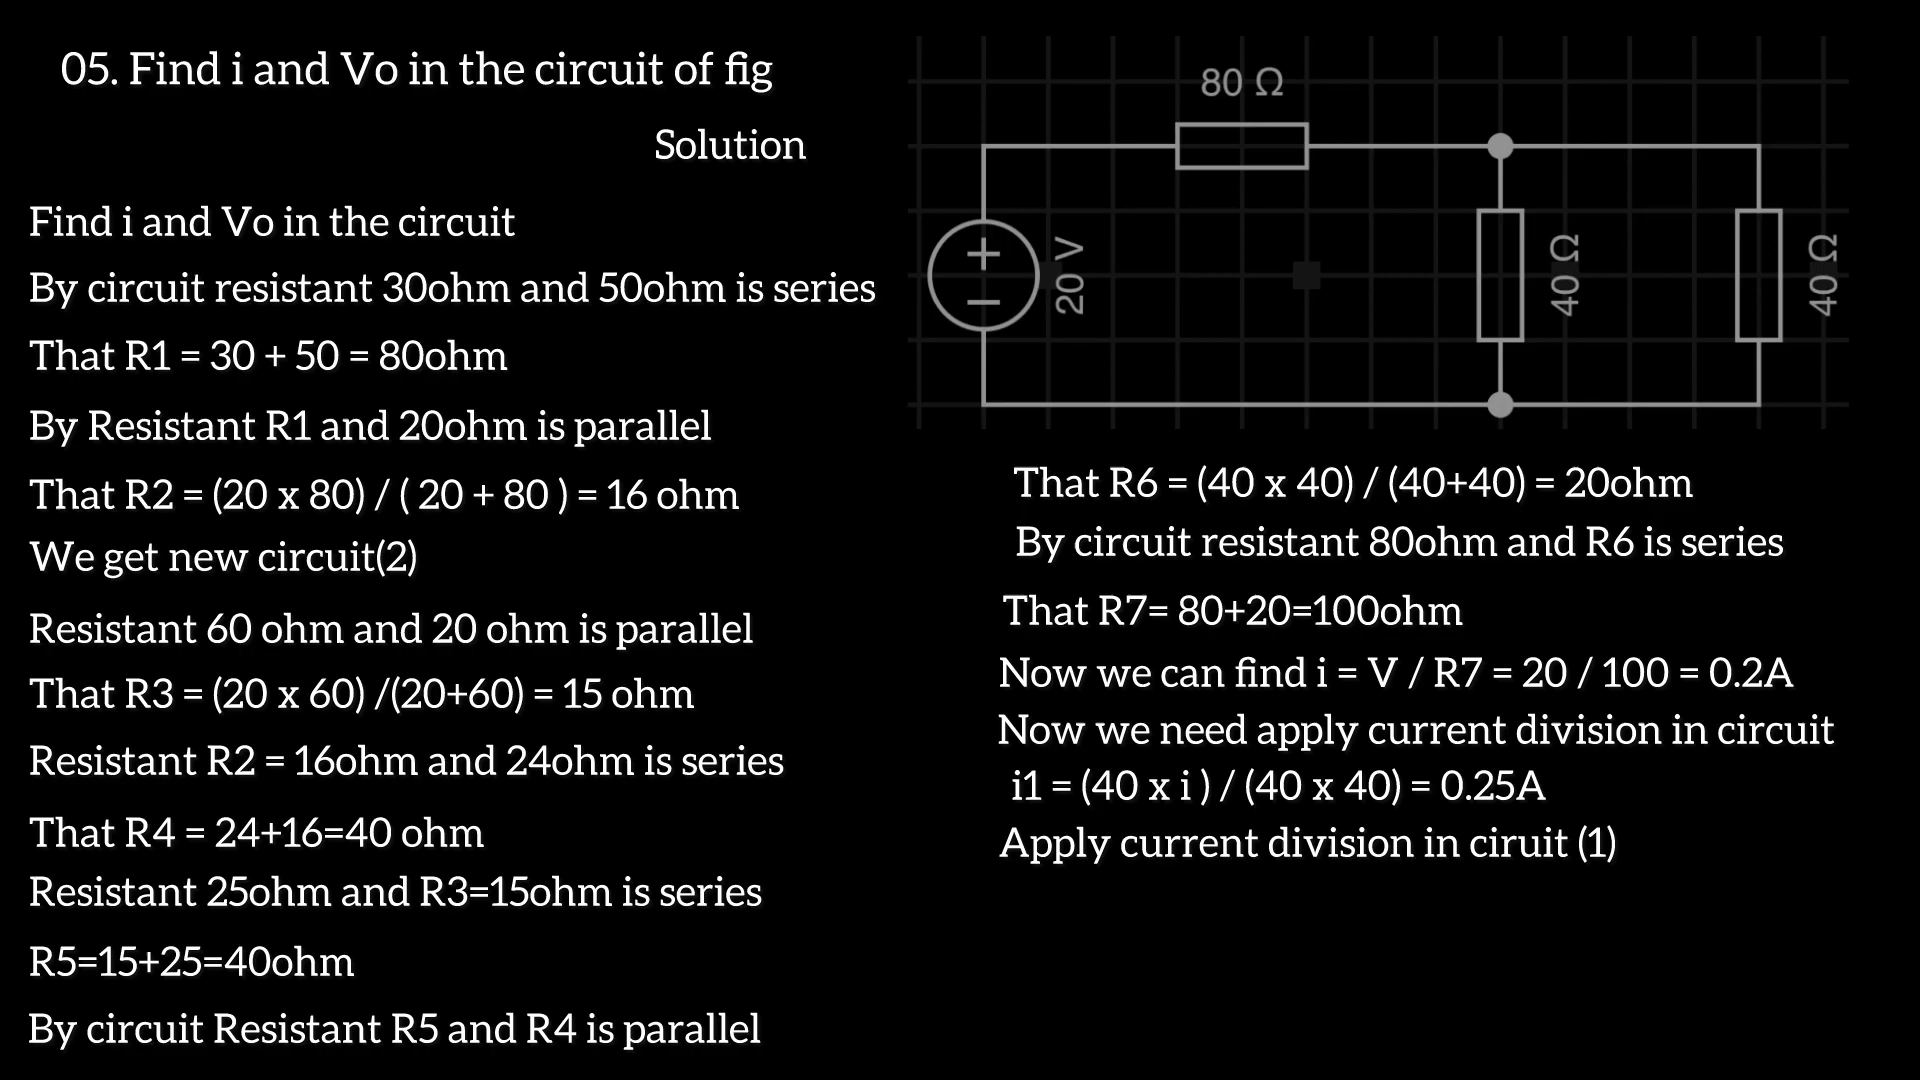 05. Find i and Vo in the circuit of fig
Solution
Find i and Vo in the circuit
By circuit resistant 30ohm and 50ohm is series
That R1 = 30 + 50 = 80ohm
By Resistant R1 and 20ohm is parallel
That R2 = (20 x 80) / ( 20 + 80 ) = 16 ohm
We get new circuit(2)
Resistant 60 ohm and 20 ohm is parallel
That R3 = (20 x 60) /(20+60) = 15 ohm
Resistant R2 = 16ohm and 24ohm is series
That R4 = 24+16=40 ohm
Resistant 25ohm and R3=15ohm is series
R5=15+25=40ohm
By circuit Resistant R5 and R4 is parallel
80 Ω
20 V
40 Ω
40 Ω
That R6 = (40 x 40) / (40+40) = 20ohm
By circuit resistant 80ohm and R6 is series
That R7= 80+20=100ohm
Now we can find i = V / R7 = 20 / 100 = 0.2A
Now we need apply current division in circuit
i1 = (40 x i ) / (40 x 40) = 0.25A
Apply current division in ciruit (1)